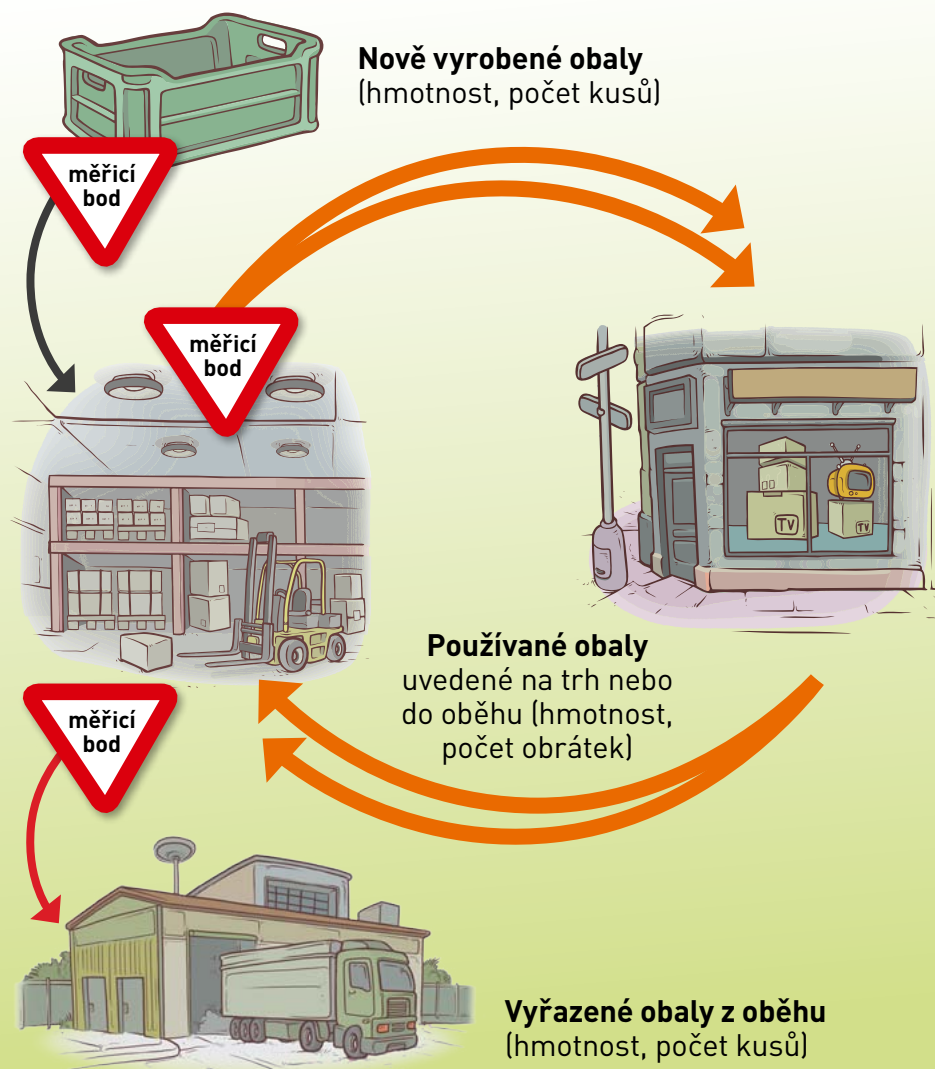 Nově vyrobené obaly
(hmotnost, počet kusů)
měřicí
bod
měřicí
bod
TV
TV
Používané obaly
uvedené na trh nebo
do oběhu (hmotnost,
počet obrátek)
měřicí
bod
Vyřazené obaly z oběhu
(hmotnost, počet kusů)